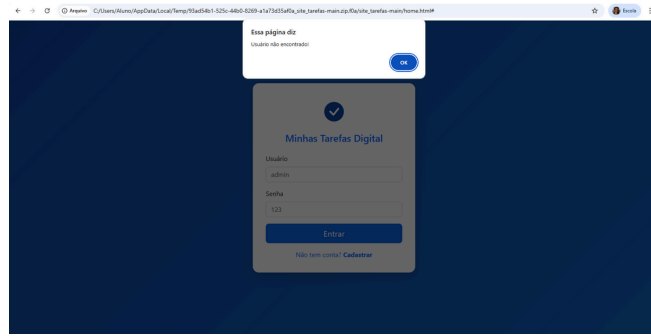 Arquivo C:/Users/Aluno/AppData/Local/Temp/93ad54b1-525c-44b0-8269-a1a73d35af0a_site_tarefas-main.zip.f0a/site_tarefas-main/home.html#
Escola
Essa página diz
Usuário não encontrado!
OK
Minhas Tarefas Digital
Usuário
admin
Senha
123
Entrar
Não tem conta? Cadastrar